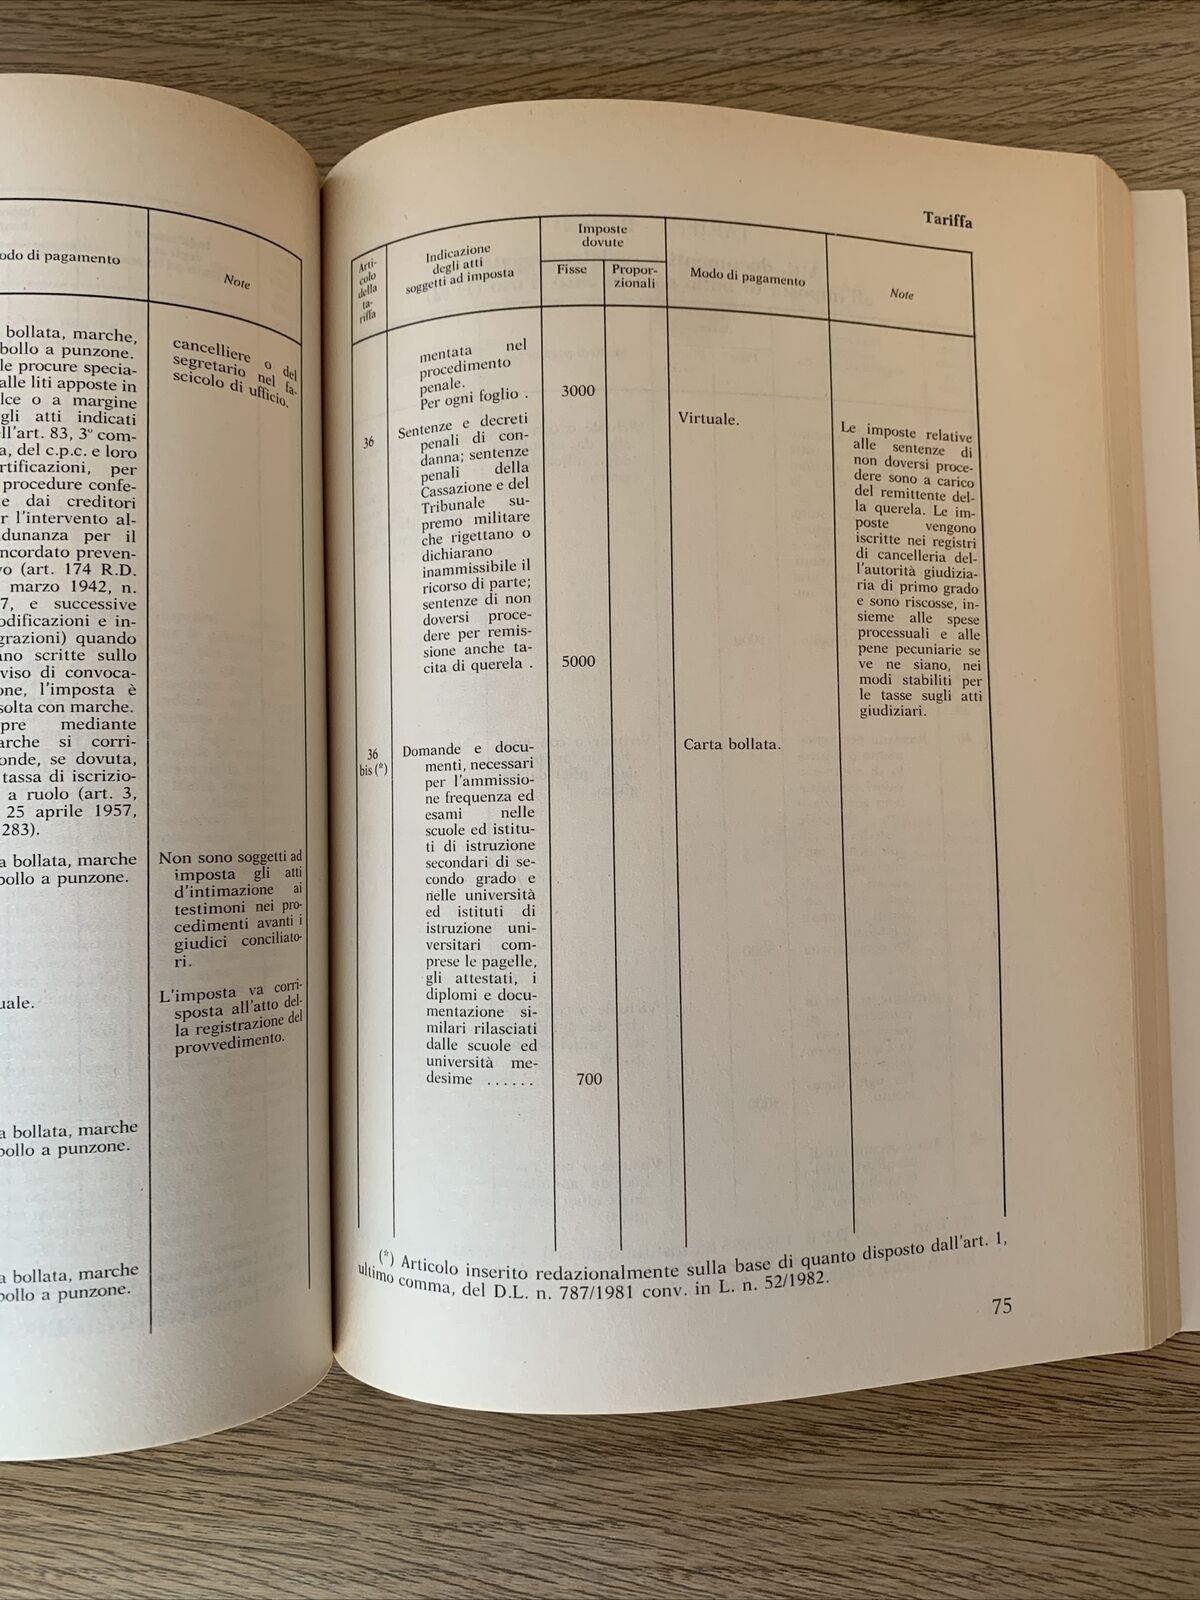 odo di pagamento
Note
bollata, marche,
bollo a punzone.
le procure specia-
alle liti apposte in
lce o a margine
gli atti indicati
ll'art. 83, 3º com-
a, del c.p.c. e loro
rtificazioni, per
procedure confe-
e dai creditori
r l'intervento al-
dunanza per il
ncordato preven-
vo (art. 174 R.D.
marzo 1942, n.
7, e successive
odificazioni e in-
grazioni) quando
ano scritte sullo
viso di convoca-
one, l'imposta è
solta con marche.
pre mediante
arche si corri-
onde, se dovuta,
tassa di iscrizio-
a ruolo (art. 3,
25 aprile 1957,
283).
a bollata, marche
bollo a punzone.
uale.
a bollata, marche
bollo a punzone.
a bollata, marche
bollo a punzone.
cancelliere o del
segretario nel fa-
scicolo di ufficio.
Non sono soggetti ad
imposta gli atti
d'intimazione ai
testimoni nei pro-
cedimenti avanti i
giudici conciliato-
ri.
L'imposta va corri-
sposta all'atto del-
la registrazione del
provvedimento.
Tariffa
Arti-
colo
della
ta-
riffa
Indicazione
degli atti
soggetti ad imposta
Imposte
dovute
Fisse
Propor-
zionali
Modo di pagamento
Note
mentata nel
procedimento
penale.
Per ogni foglio .
3000
36
Sentenze e decreti
penali di con-
danna; sentenze
penali della
Cassazione e del
Tribunale su-
premo militare
che rigettano o
dichiarano
inammissibile il
ricorso di parte;
sentenze di non
doversi proce-
dere per remis-
sione anche ta-
cita di querela .
5000
Virtuale.
Le imposte relative
alle sentenze di
non doversi proce-
dere sono a carico
del remittente del-
la querela. Le im-
poste vengono
iscritte nei registri
di cancelleria del-
l'autorità giudizia-
ria di primo grado
e sono riscosse, in-
sieme alle spese
processuali e alle
pene pecuniarie se
ve ne siano, nei
modi stabiliti per
le tasse sugli atti
giudiziari.
36
bis (*)
Domande e docu-
menti, necessari
per l'ammissio-
ne frequenza ed
esami nelle
scuole ed istitu-
ti di istruzione
secondari di se-
condo grado e
nelle università
ed istituti di
istruzione uni-
versitari com-
prese le pagelle,
gli attestati, i
diplomi e docu-
mentazione si-
milari rilasciati
dalle scuole ed
università me-
desime ......
700
Carta bollata.
(*) Articolo inserito redazionalmente sulla base di quanto disposto dall'art. 1,
ultimo comma, del D.L. n. 787/1981 conv. in L. n. 52/1982.
75